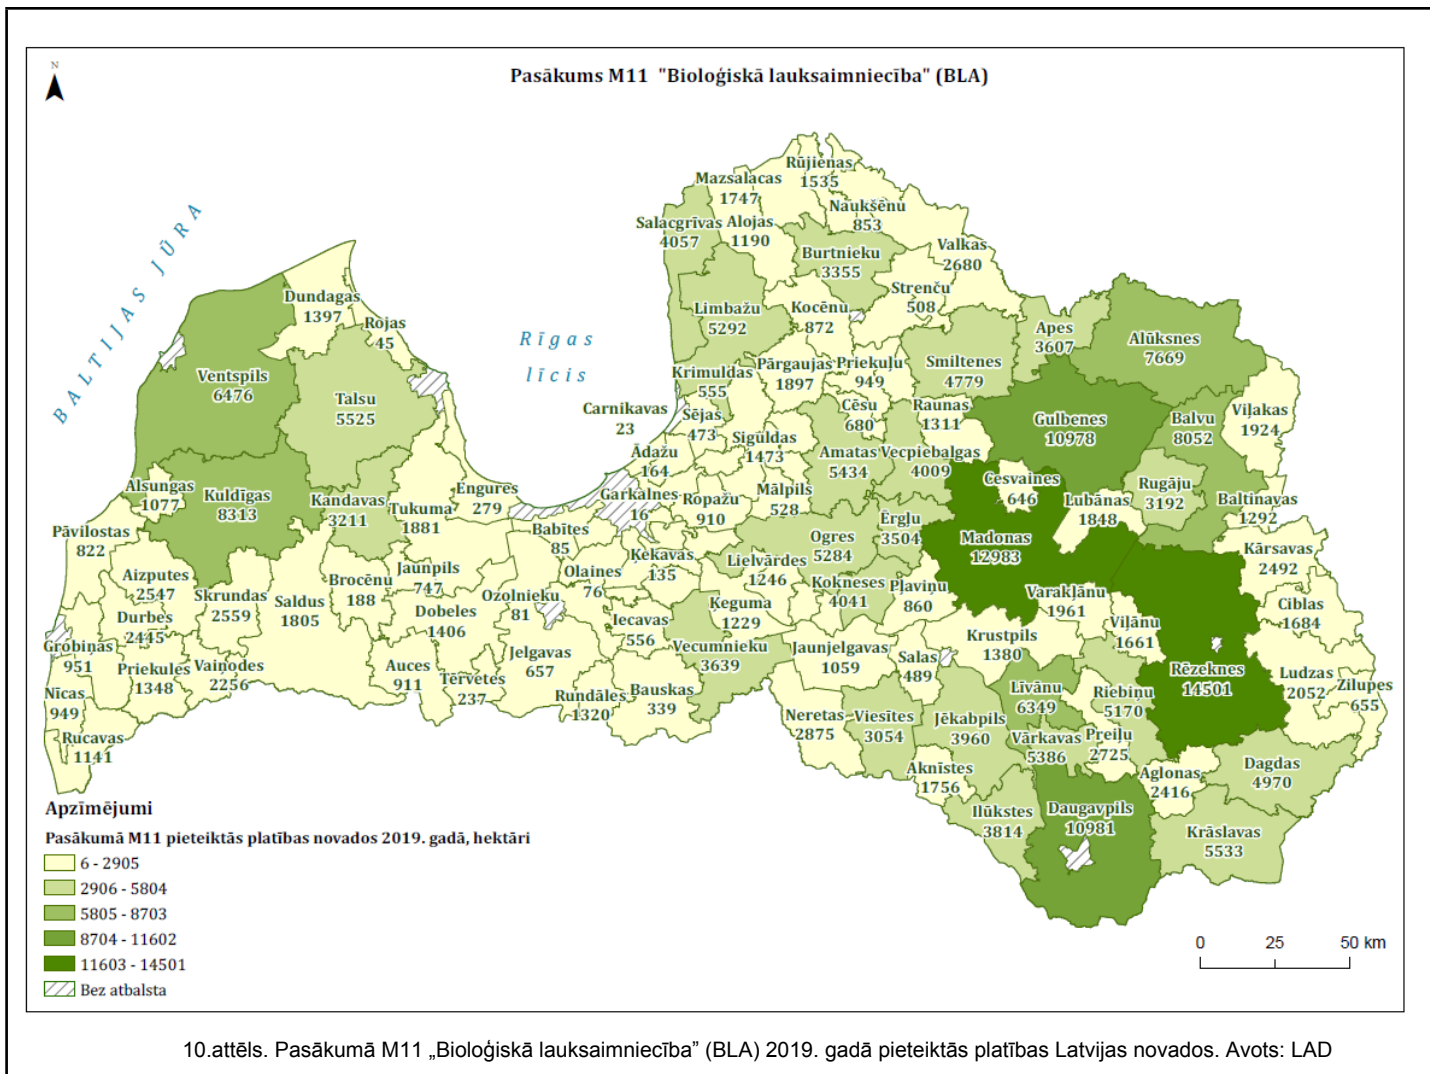 N
Pasākums M11 "Bioloģiskā lauksaimniecība" (BLA)
BALTIJAS JŪRA
Rīgas
līcis
Rūjienas
1535
Mazsalacas
1747
Naukšēnu
853
Salacgrīvas
4057
Alojas
1190
Valkas
2680
Burtnieku
3355
Strenču
508
Dundagas
1397
Rojas
45
Limbažu
5292
Kocēnu
872
Apes
3607
Alūksnes
7669
Ventspils
6476
Talsu
5525
Krimuldas
555
Pārgaujas
1897
Priekuļu
949
Smiltenes
4779
Carnikavas
23
Sējas
473
Cēsu
680
Raunas
1311
Gulbenes
10978
Balvu
8052
Viļakas
1924
Ādažu
164
Siguldas
1473
Amatas
5434
Vecpiebalgas
4009
Alsungas
1077
Kuldīgas
8313
Kandavas
3211
Tukuma
1881
Engures
279
Garkalnes
16
Ropažu
910
Mālpils
528
Cesvaines
646
Lubānas
1848
Rugāju
3192
Baltinavas
1292
Pāvilostas
822
Babītes
85
Ērgļu
3504
Ogres
5284
Madonas
12983
Kārsavas
2492
Aizputes
2547
Skrundas
2559
Saldus
1805
Brocēnu
188
Jaunpils
747
Olaines
76
Ķekavas
135
Lielvārdes
1246
Kokneses
4041
Pļaviņu
860
Varakļānu
1961
Ciblas
1684
Durbes
2445
Dobeles
1406
Ozolnieku
81
Iecavas
556
Ķeguma
1229
Viļānu
1661
Grobiņas
951
Priekules
1348
Vaiņodes
2256
Auces
911
Tērvetes
237
Jelgavas
657
Vecumnieku
3639
Jaunjelgavas
1059
Salas
489
Krustpils
1380
Rēzeknes
14501
Ludzas
2052
Zilupes
655
Nīcas
949
Rundāles
1320
Bauskas
339
Neretas
2875
Viesītes
3054
Jēkabpils
3960
Līvānu
6349
Riebiņu
5170
Rucavas
1141
Vārkavas
5386
Preiļu
2725
Aknīstes
1756
Aglonas
2416
Dagdas
4970
Ilūkstes
3814
Daugavpils
10981
Krāslavas
5533
Apzīmējumi
Pasākumā M11 pieteiktās platības novados 2019. gadā, hektāri
6 - 2905
2906 - 5804
5805 - 8703
8704 - 11602
11603 - 14501
Bez atbalsta
0 25 50 km
10.attēls. Pasākumā M11 „Bioloģiskā lauksaimniecība” (BLA) 2019. gadā pieteiktās platības Latvijas novados. Avots: LAD